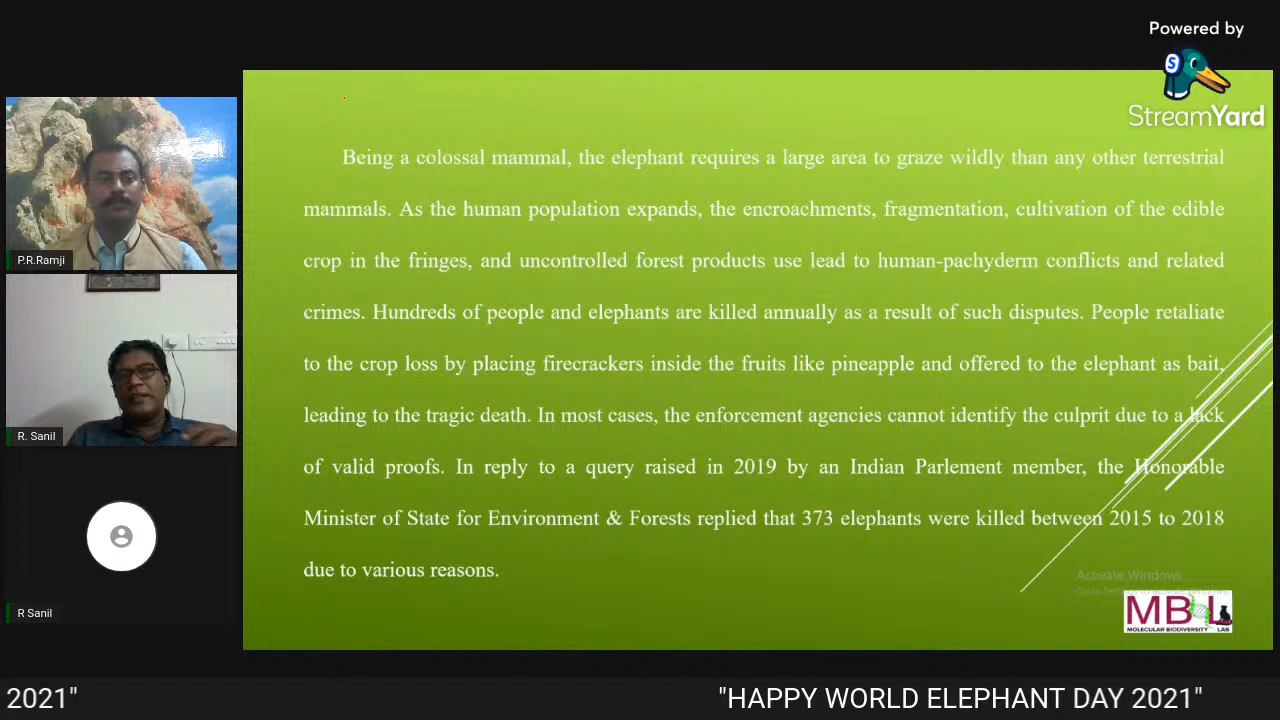 Powered by
StreamYard
Being a colossal mammal, the elephant requires a large area to graze wildly than any other terrestrial
mammals. As the human population expands, the encroachments, fragmentation, cultivation of the edible
crop in the fringes, and uncontrolled forest products use lead to human-pachyderm conflicts and related
crimes. Hundreds of people and elephants are killed annually as a result of such disputes. People retaliate
to the crop loss by placing firecrackers inside the fruits like pineapple and offered to the elephant as bait,
leading to the tragic death. In most cases, the enforcement agencies cannot identify the culprit due to a lack
of valid proofs. In reply to a query raised in 2019 by an Indian Parlement member, the Honorable
Minister of State for Environment & Forests replied that 373 elephants were killed between 2015 to 2018
due to various reasons.
P.R.Ramji
R. Sanil
R Sanil
Activate Windows
Go to Settings to activate Windows.
MB L
MOLECULAR BIODIVERSITY LAB
2021" "HAPPY WORLD ELEPHANT DAY 2021"